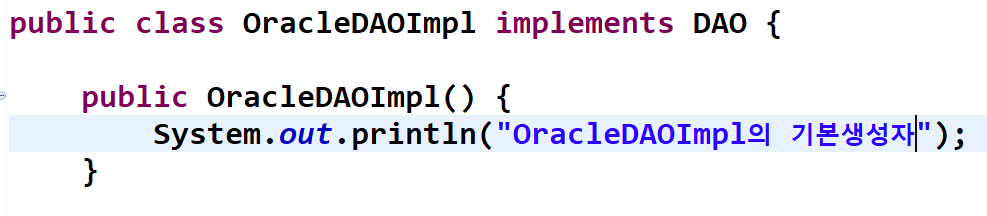 public class OracleDAOImpl implements DAO {
public OracleDAOImpl() {
System.out.println("OracleDAOImpl의 기본생성자");
}